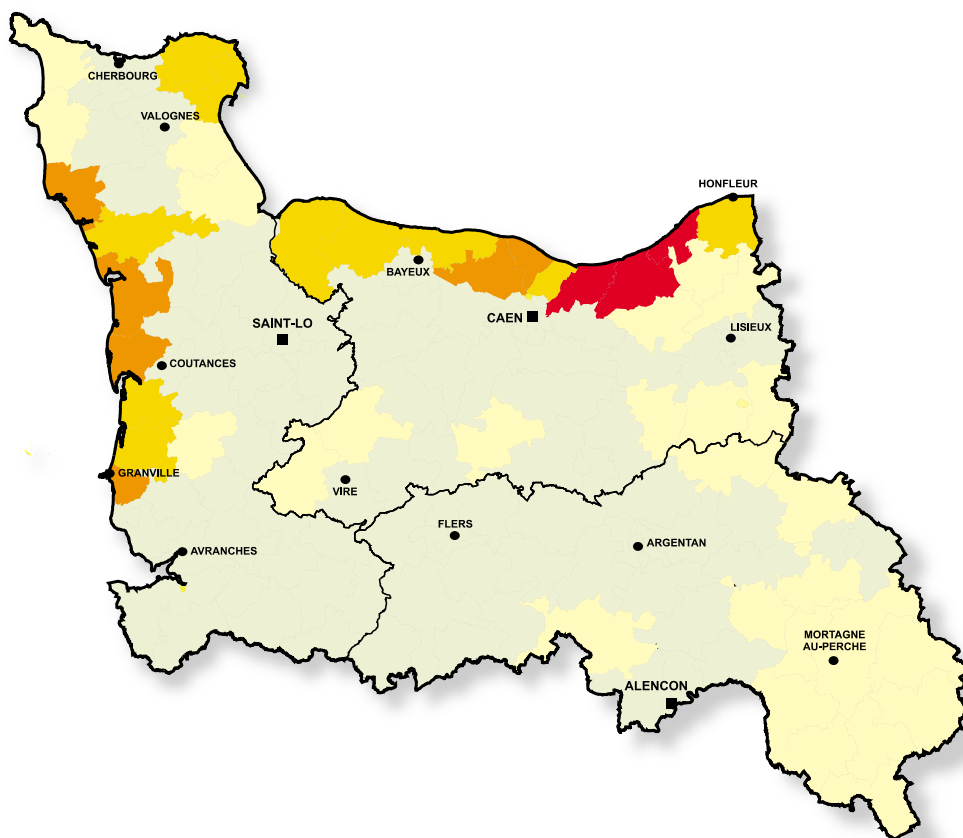 CHERBOURG
VALOGNES
HONFLEUR
BAYEUX
CAEN
SAINT-LO
LISIEUX
COUTANCES
GRANVILLE
VIRE
FLERS
ARGENTAN
AVRANCHES
MORTAGNE
AU-PERCHE
ALENCON